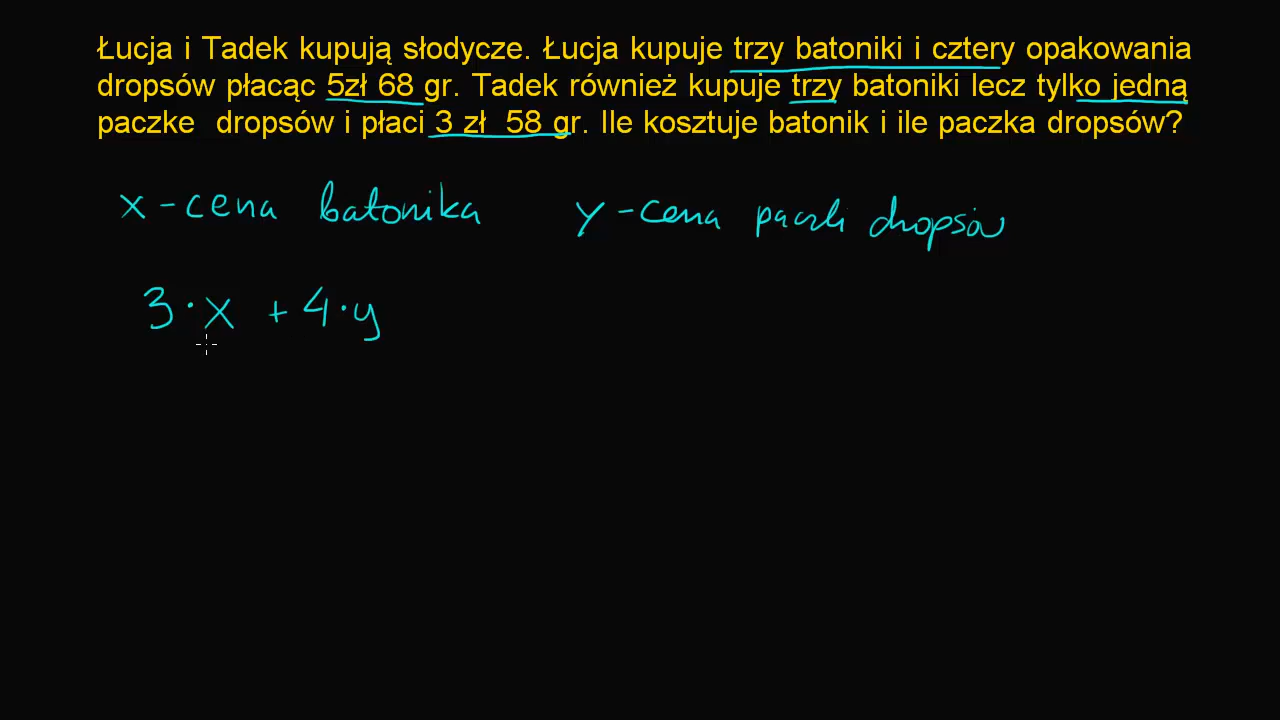 Łucja i Tadek kupują słodycze. Łucja kupuje trzy batoniki i cztery opakowania
dropsów płacąc 5zł 68 gr. Tadek również kupuje trzy batoniki lecz tylko jedną
paczke dropsów i płaci 3 zł 58 gr. Ile kosztuje batonik i ile paczka dropsów?
x - cena batonika y - cena paczki dropsów
3 · x + 4 · y